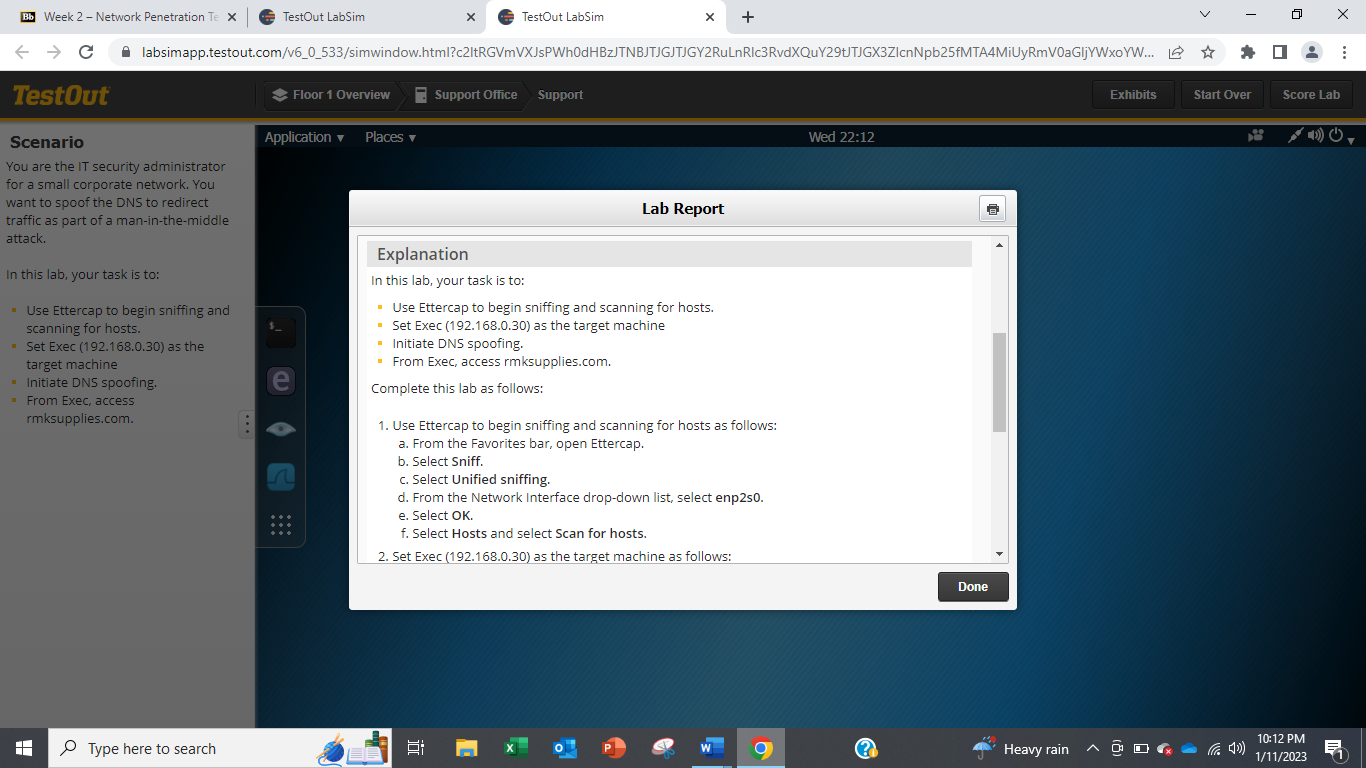 Week 2 – Network Penetration Te
TestOut LabSim
TestOut LabSim
TestOut
Floor 1 Overview
Support Office
Support
Exhibits
Start Over
Score Lab
Scenario
You are the IT security administrator
for a small corporate network. You
want to spoof the DNS to redirect
traffic as part of a man-in-the-middle
attack.
In this lab, your task is to:
Use Ettercap to begin sniffing and
scanning for hosts.
Set Exec (192.168.0.30) as the
target machine
Initiate DNS spoofing.
From Exec, access
rmksupplies.com.
Application
Places
Wed 22:12
Lab Report
Explanation
In this lab, your task is to:
Use Ettercap to begin sniffing and scanning for hosts.
Set Exec (192.168.0.30) as the target machine
Initiate DNS spoofing.
From Exec, access rmksupplies.com.
Complete this lab as follows:
1. Use Ettercap to begin sniffing and scanning for hosts as follows:
a. From the Favorites bar, open Ettercap.
b. Select Sniff.
c. Select Unified sniffing.
d. From the Network Interface drop-down list, select enp2s0.
e. Select OK.
f. Select Hosts and select Scan for hosts.
2. Set Exec (192.168.0.30) as the target machine as follows:
Done
Type here to search
Heavy rain
10:12 PM
1/11/2023